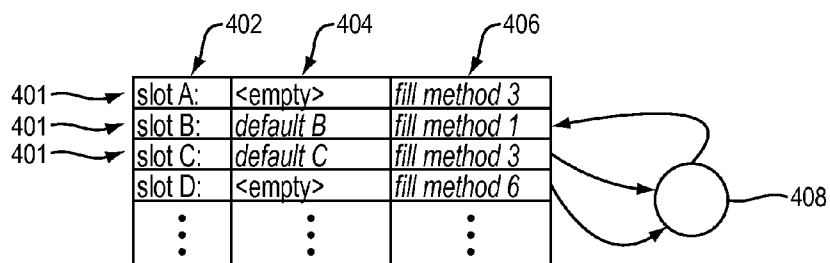 402 404 406
401 slot A: <empty> fill method 3
401 slot B: default B fill method 1
401 slot C: default C fill method 3
slot D: <empty> fill method 6
408